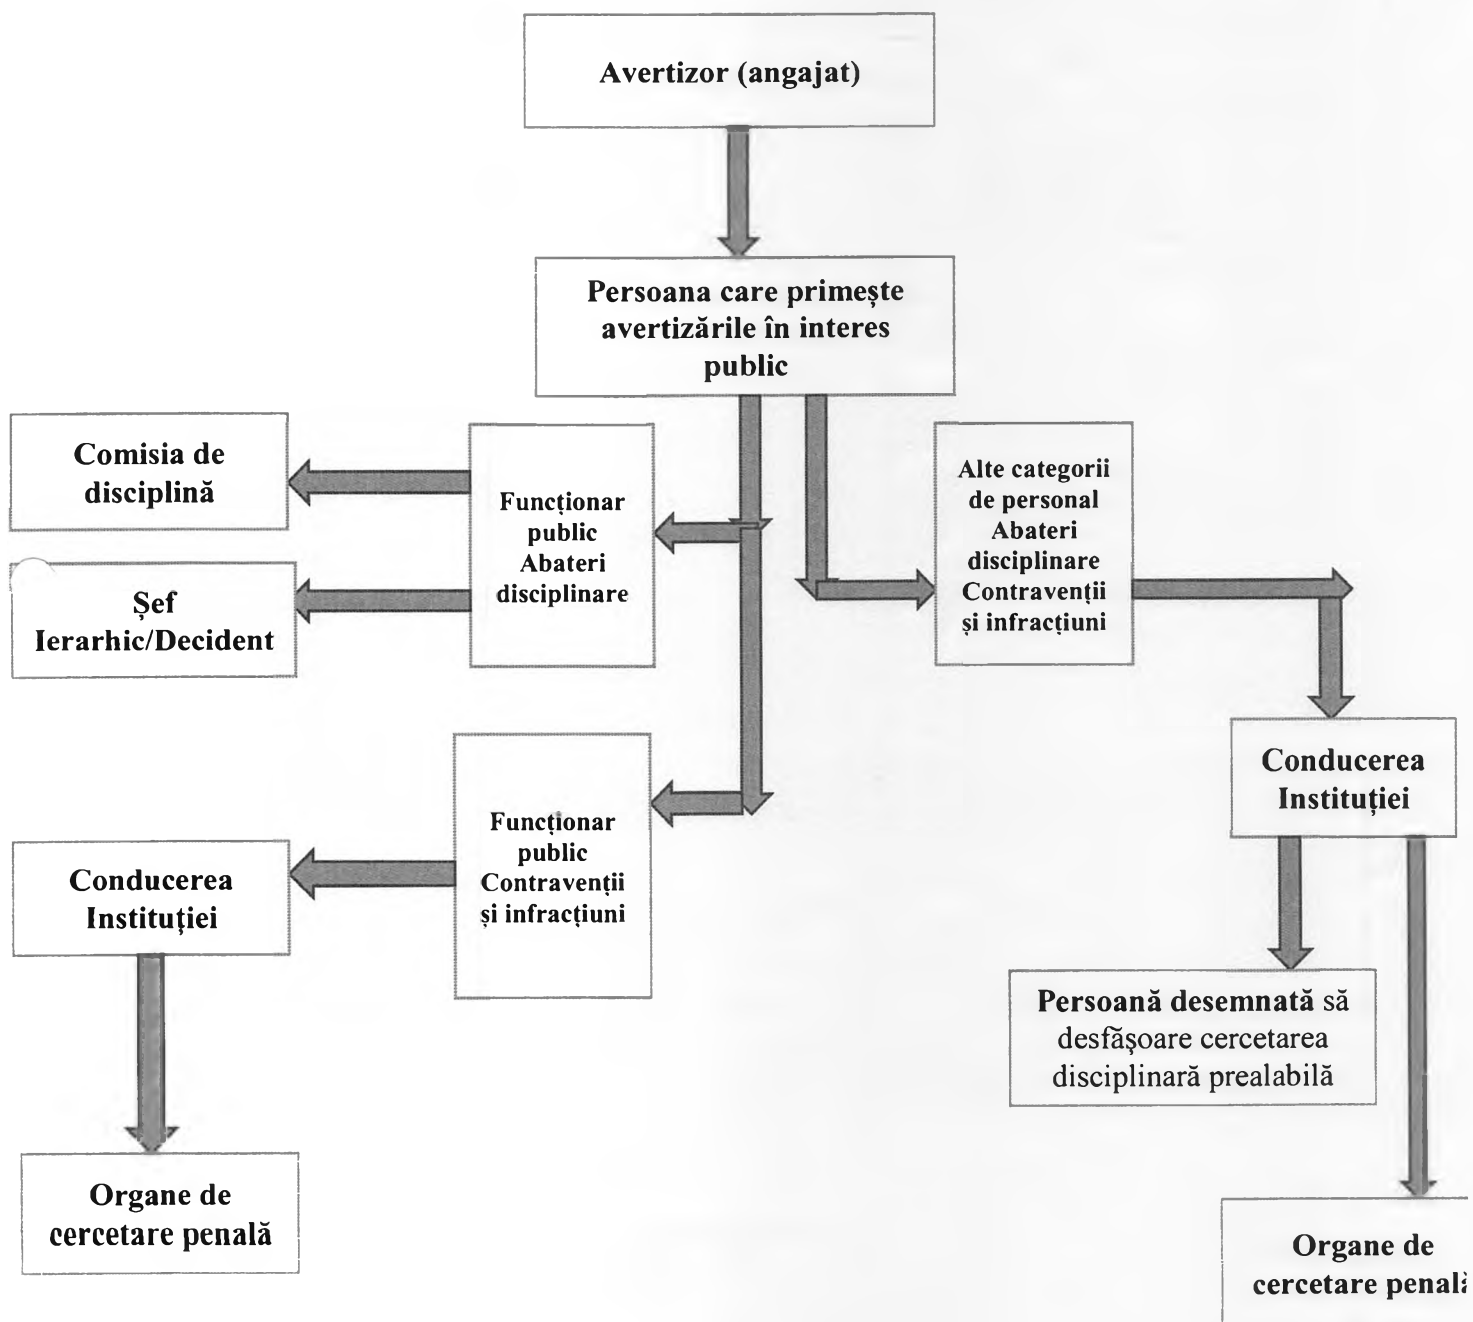 Avertizor (angajat)
Persoana care primește
avertizările în interes
public
Comisia de
disciplină
Șef
Ierarhic/Decident
Funcționar
public
Abateri
disciplinare
Alte categorii
de personal
Abateri
disciplinare
Contravenții
și infracțiuni
Funcționar
public
Contravenții
și infracțiuni
Conducerea
Instituției
Conducerea
Instituției
Persoană desemnată să
desfășoare cercetarea
disciplinară prealabilă
Organe de
cercetare penală
Organe de
cercetare penală